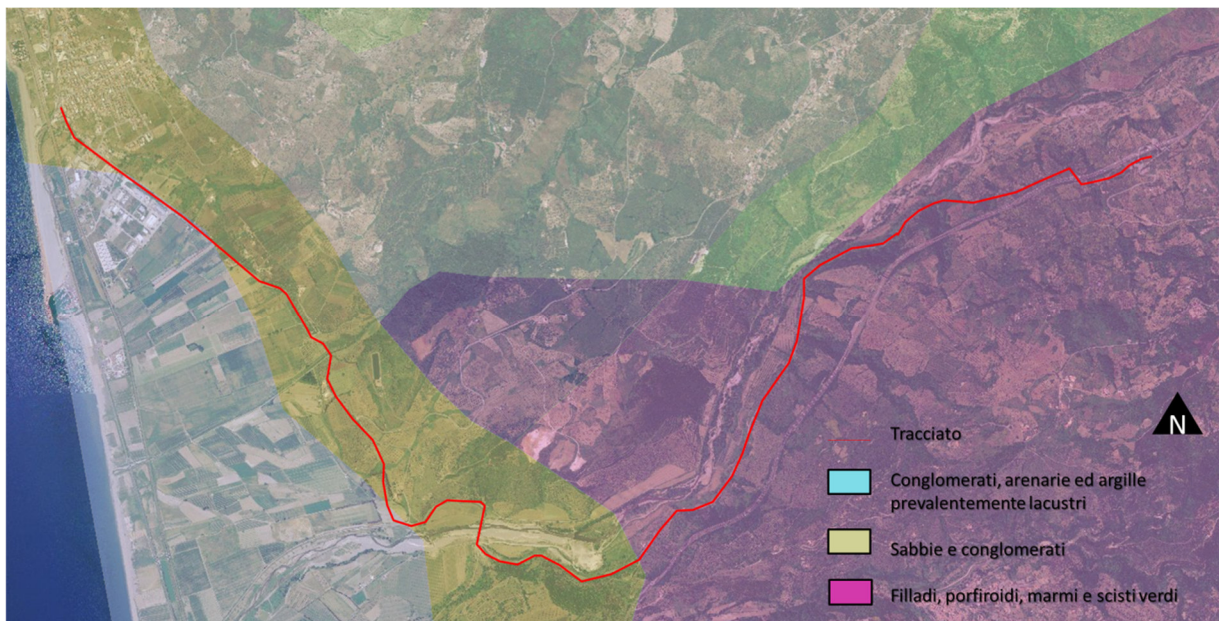 N
Tracciato
Conglomerati, arenarie ed argille
prevalentemente lacustri
Sabbie e conglomerati
Filladi, porfiroidi, marmi e scisti verdi